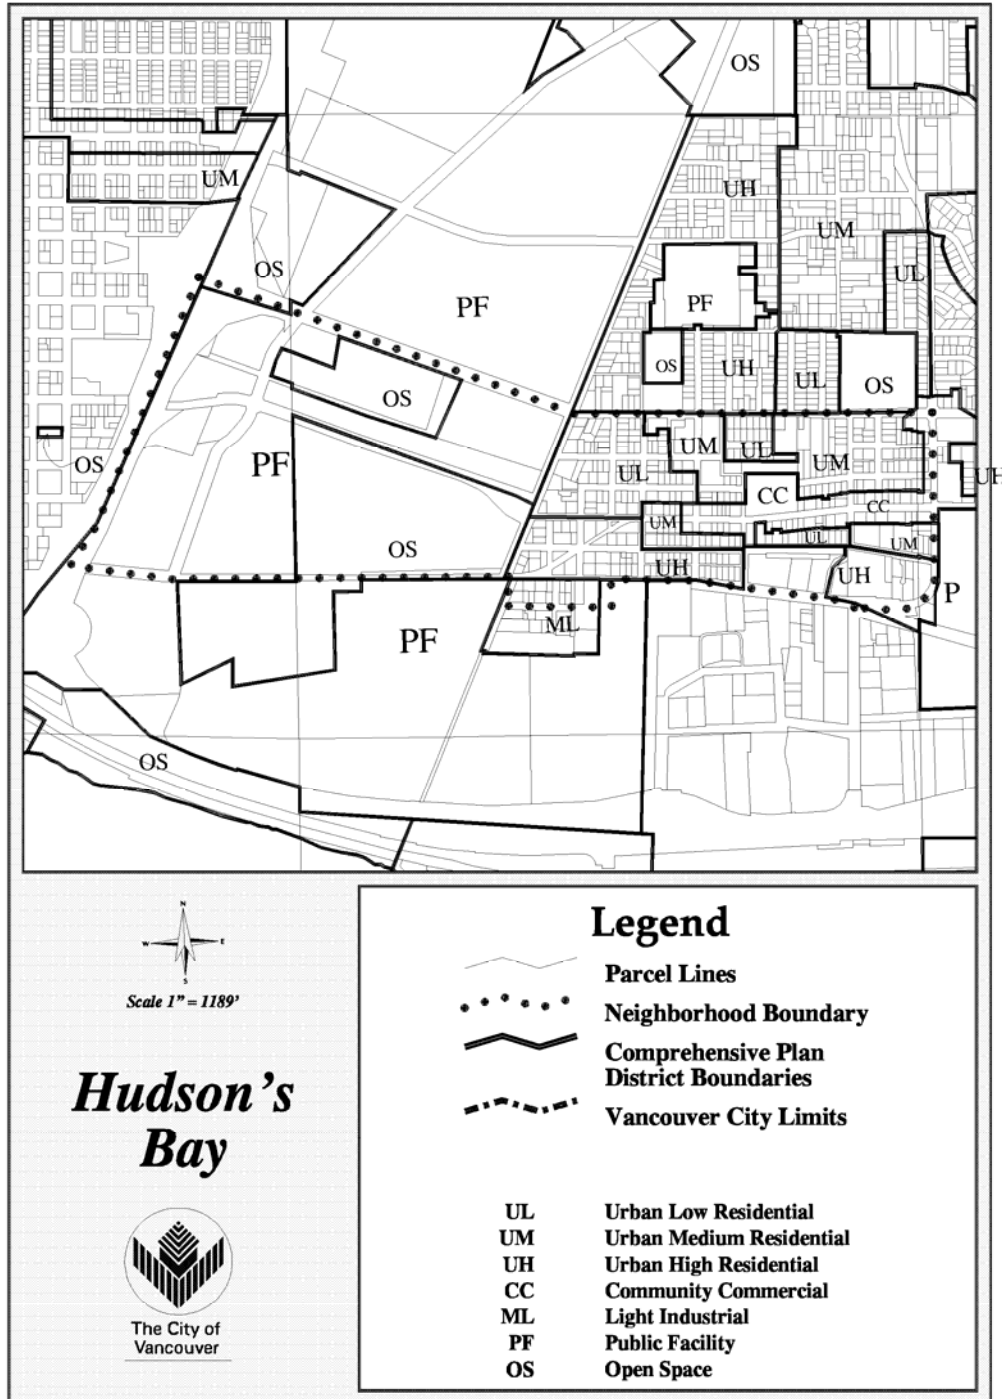 OS
UM
UH
UM
OS
UL
PF
PF
OS
UH
UL
OS
OS
UM
UL
OS
PF
UL
UM
UH
CC
CC
UM
UL
UM
OS
UH
UH
P
PF
ML
OS
N
W
E
S
Scale 1" = 1189'
Hudson's
Bay
The City of
Vancouver
Legend
Parcel Lines
Neighborhood Boundary
Comprehensive Plan
District Boundaries
Vancouver City Limits
UL Urban Low Residential
UM Urban Medium Residential
UH Urban High Residential
CC Community Commercial
ML Light Industrial
PF Public Facility
OS Open Space